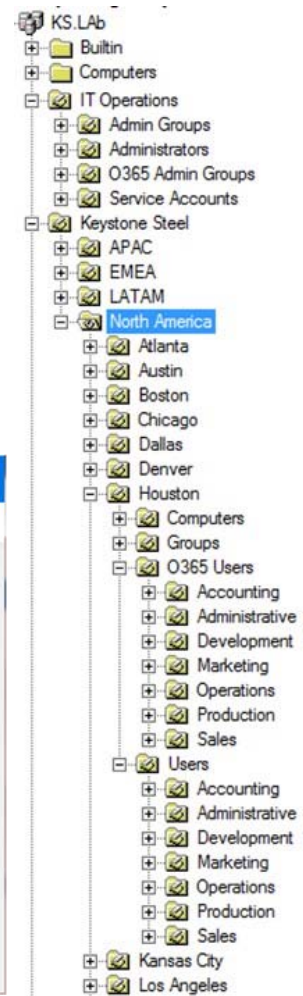 KS.LAb
Builtin
Computers
IT Operations
Admin Groups
Administrators
O365 Admin Groups
Service Accounts
Keystone Steel
APAC
EMEA
LATAM
North America
Atlanta
Austin
Boston
Chicago
Dallas
Denver
Houston
Computers
Groups
O365 Users
Accounting
Administrative
Development
Marketing
Operations
Production
Sales
Users
Accounting
Administrative
Development
Marketing
Operations
Production
Sales
Kansas City
Los Angeles